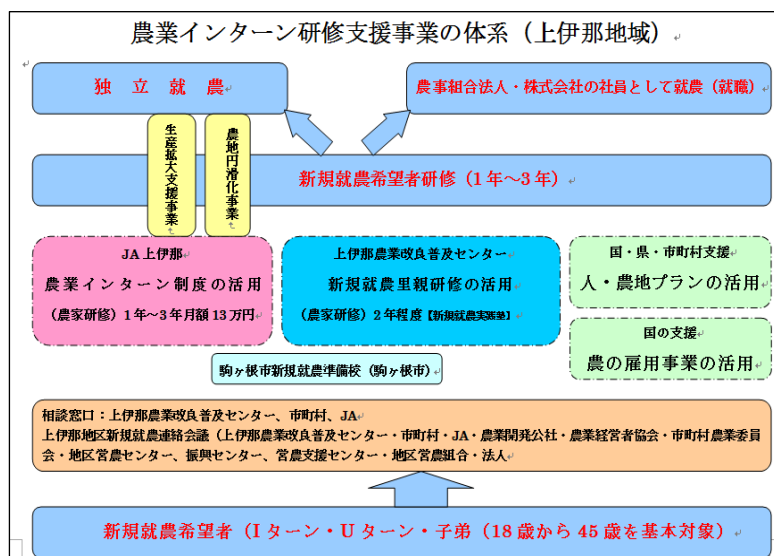 農業インターン研修支援事業の体系（上伊那地域）
独 立 就 農
農事組合法人・株式会社の社員として就農（就職）
生産拡大支援事業
農地円滑化事業
新規就農希望者研修（1年～3年）
JA上伊那
農業インターン制度の活用
（農家研修）1年～3年月額13万円
上伊那農業改良普及センター
新規就農里親研修の活用
（農家研修）2年程度【新規就農実践塾】
国・県・市町村支援
人・農地プランの活用
国の支援
農の雇用事業の活用
駒ヶ根市新規就農準備校（駒ヶ根市）
相談窓口：上伊那農業改良普及センター、市町村、JA
上伊那地区新規就農連絡会議（上伊那農業改良普及センター・市町村・JA・農業開発公社・農業経営者協会・市町村農業委員
会・地区営農センター、振興センター、営農支援センター・地区営農組合・法人
新規就農希望者（Iターン・Uターン・子弟（18歳から45歳を基本対象）